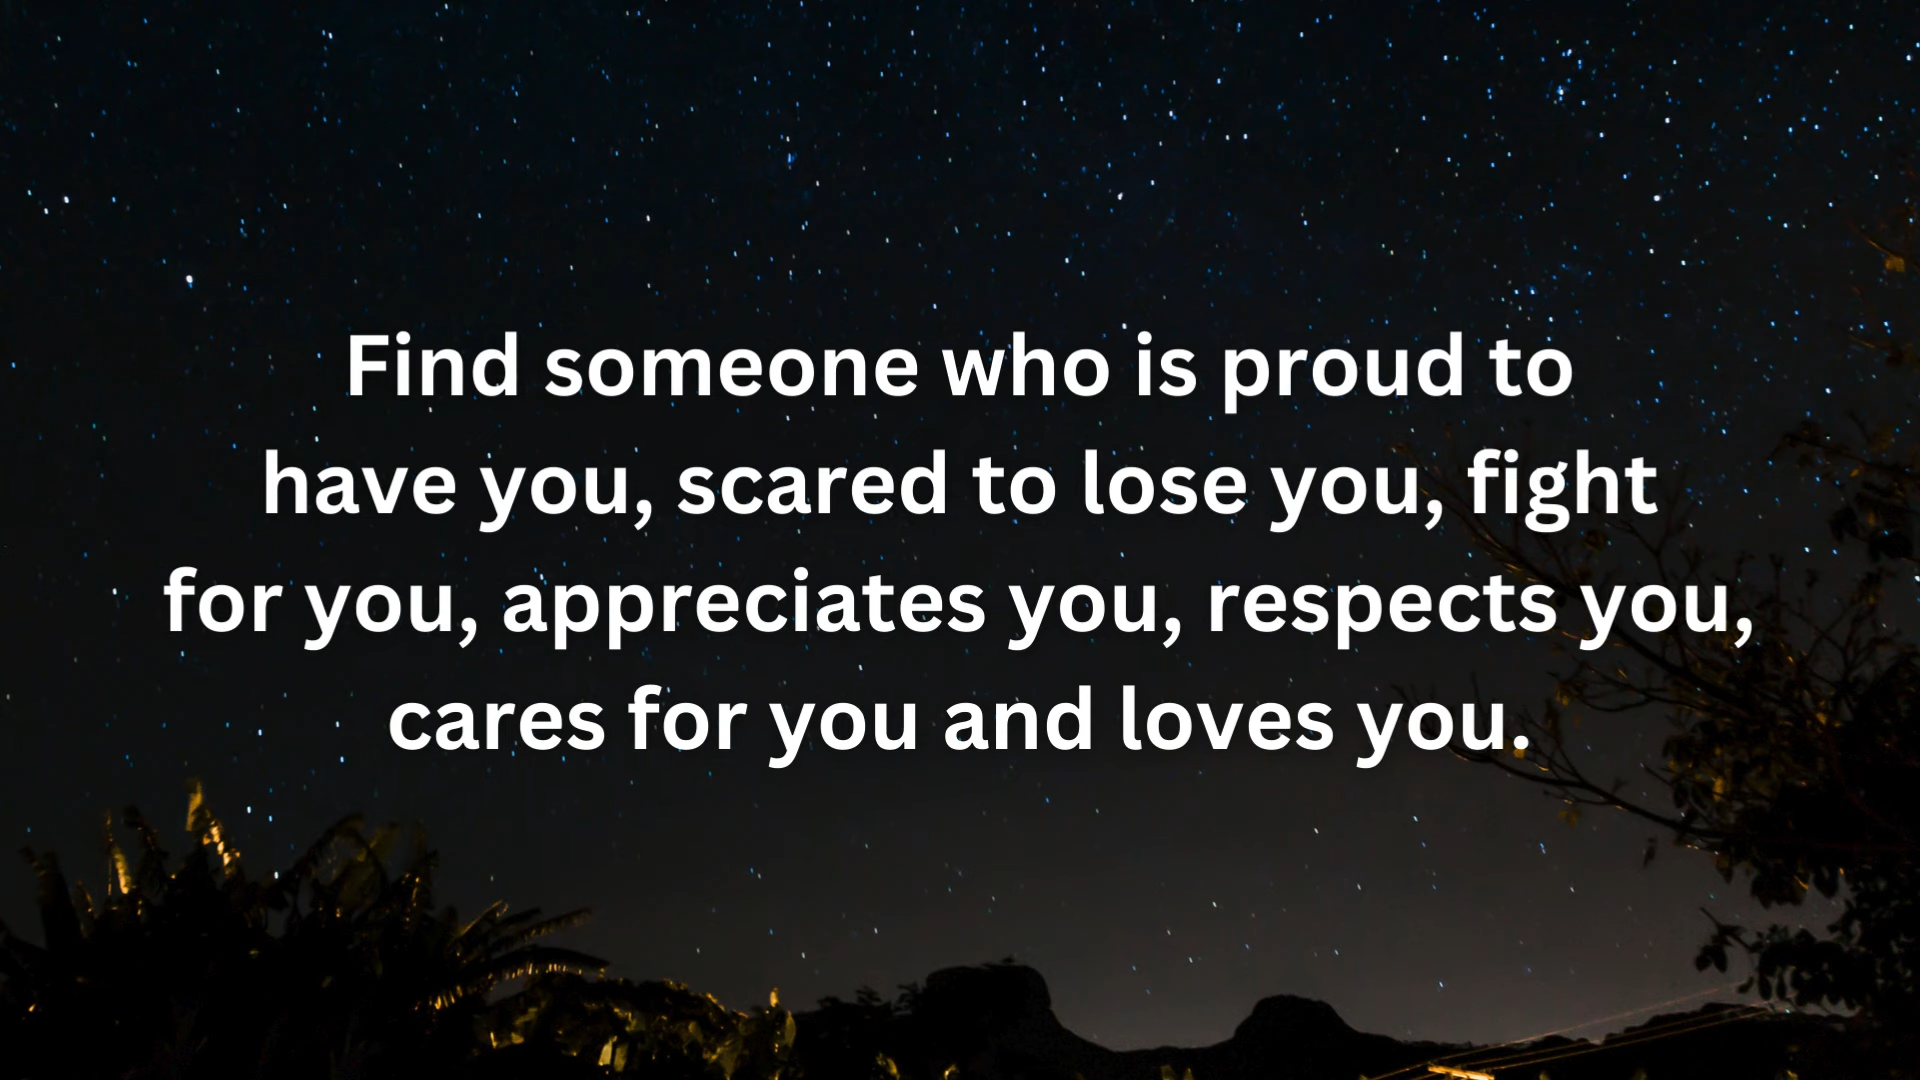 Find someone who is proud to
have you, scared to lose you, fight
for you, appreciates you, respects you,
cares for you and loves you.